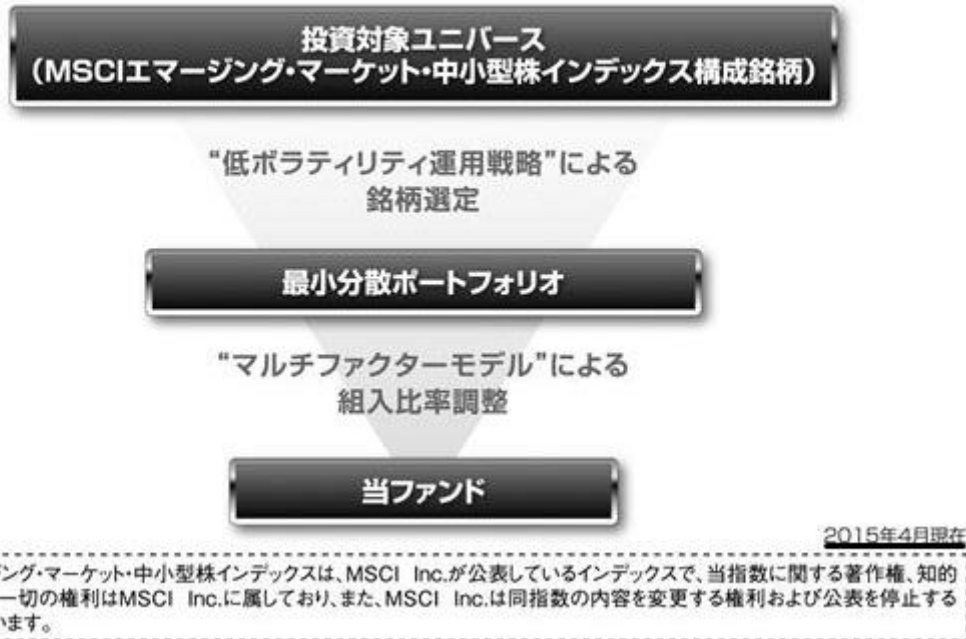 投資対象ユニバース
（MSCIエマージング・マーケット・中小型株インデックス構成銘柄）
“低ボラティリティ運用戦略”による
銘柄選定
最小分散ポートフォリオ
“マルチファクターモデル”による
組入比率調整
当ファンド
2015年4月現在
ング・マーケット・中小型株インデックスは、MSCI Inc.が公表しているインデックスで、当指数に関する著作権、知的
一切の権利はMSCI Inc.に属しており、また、MSCI Inc.は同指数の内容を変更する権利および公表を停止する
います。